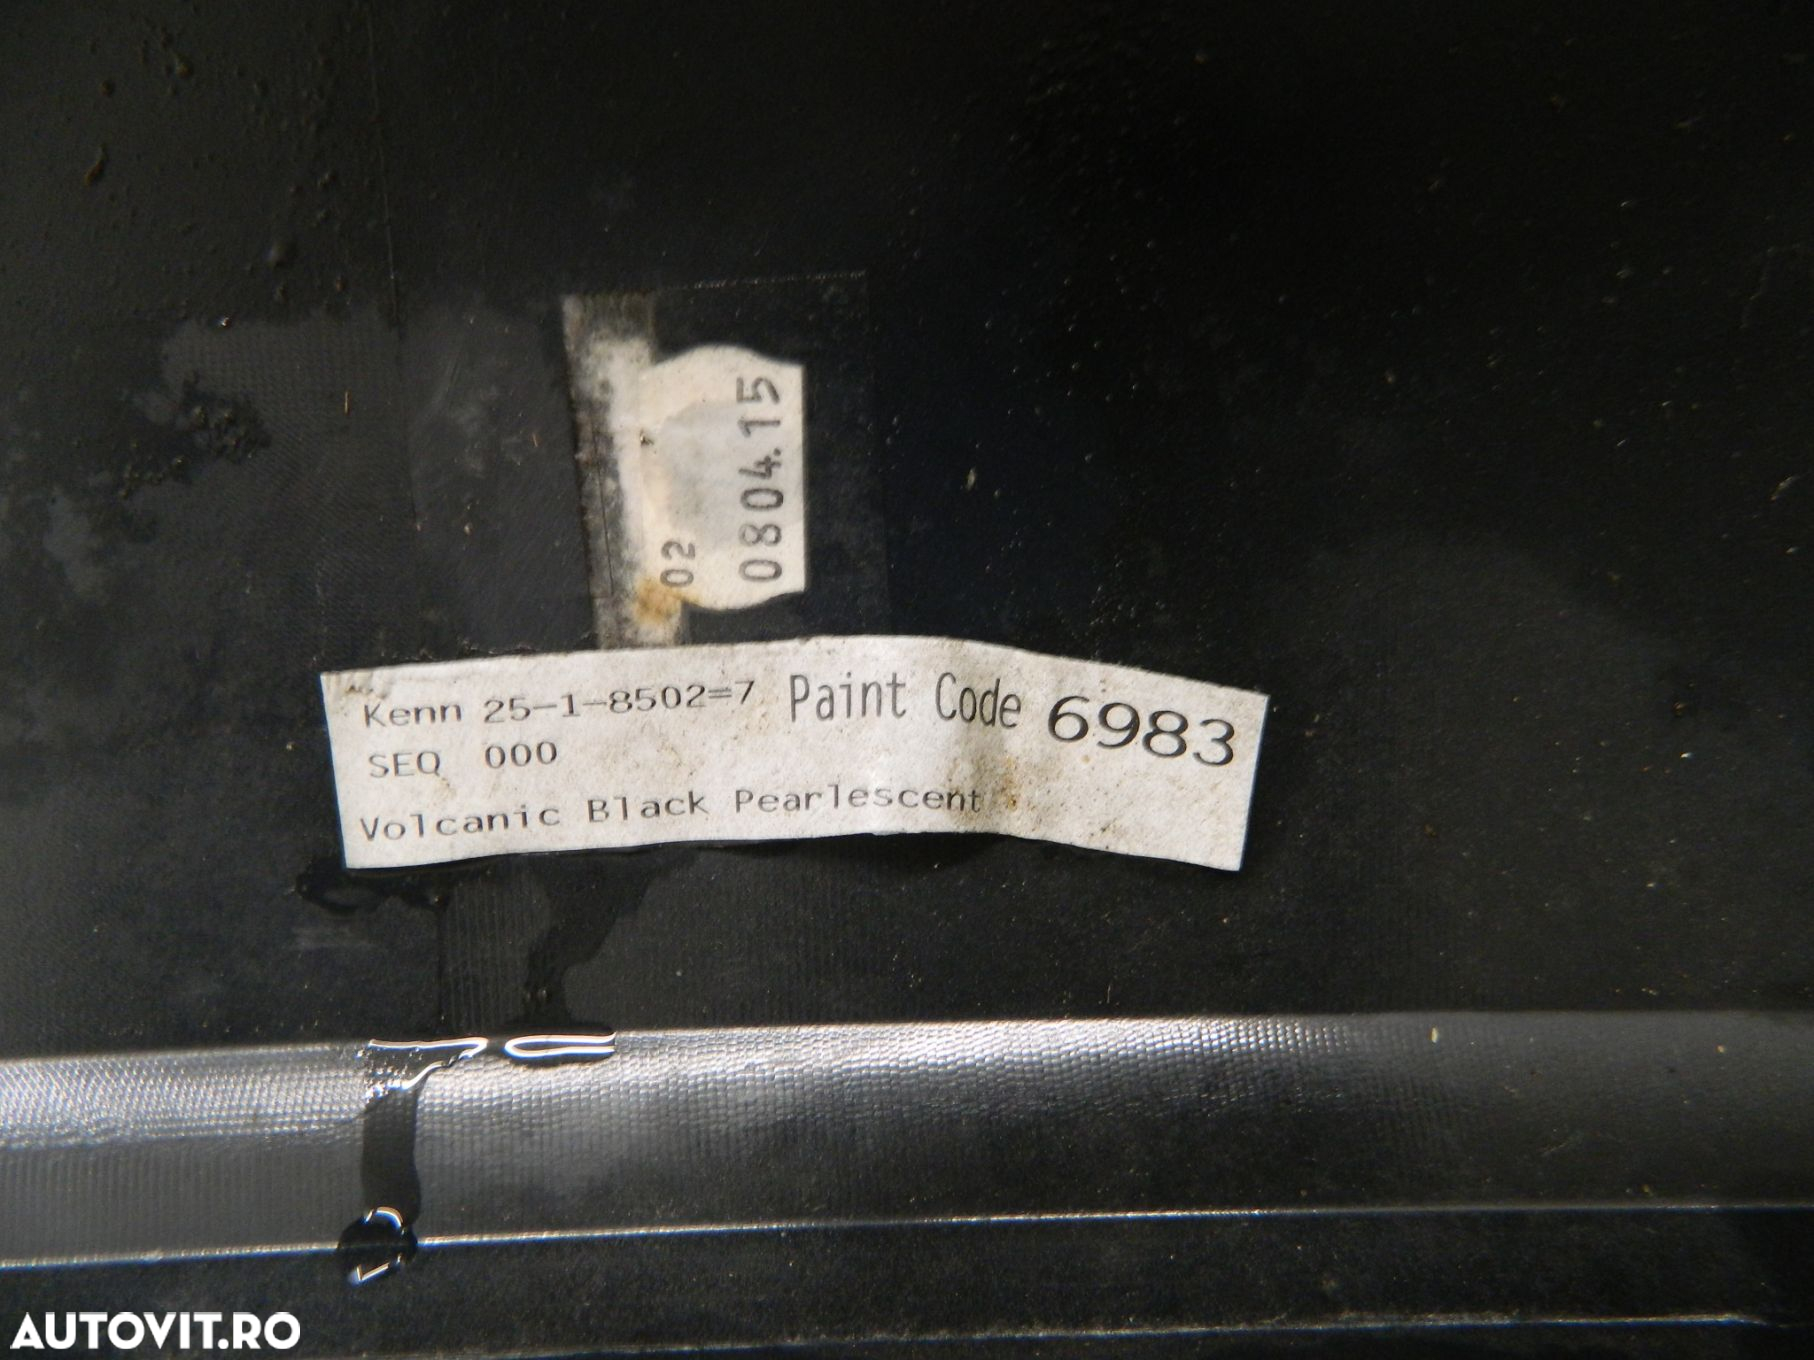 0804.15
02
Kenn 25-1-8502=7 Paint Code 6983
SEQ 000
Volcanic Black Pearlescent
AUTOVIT.RO